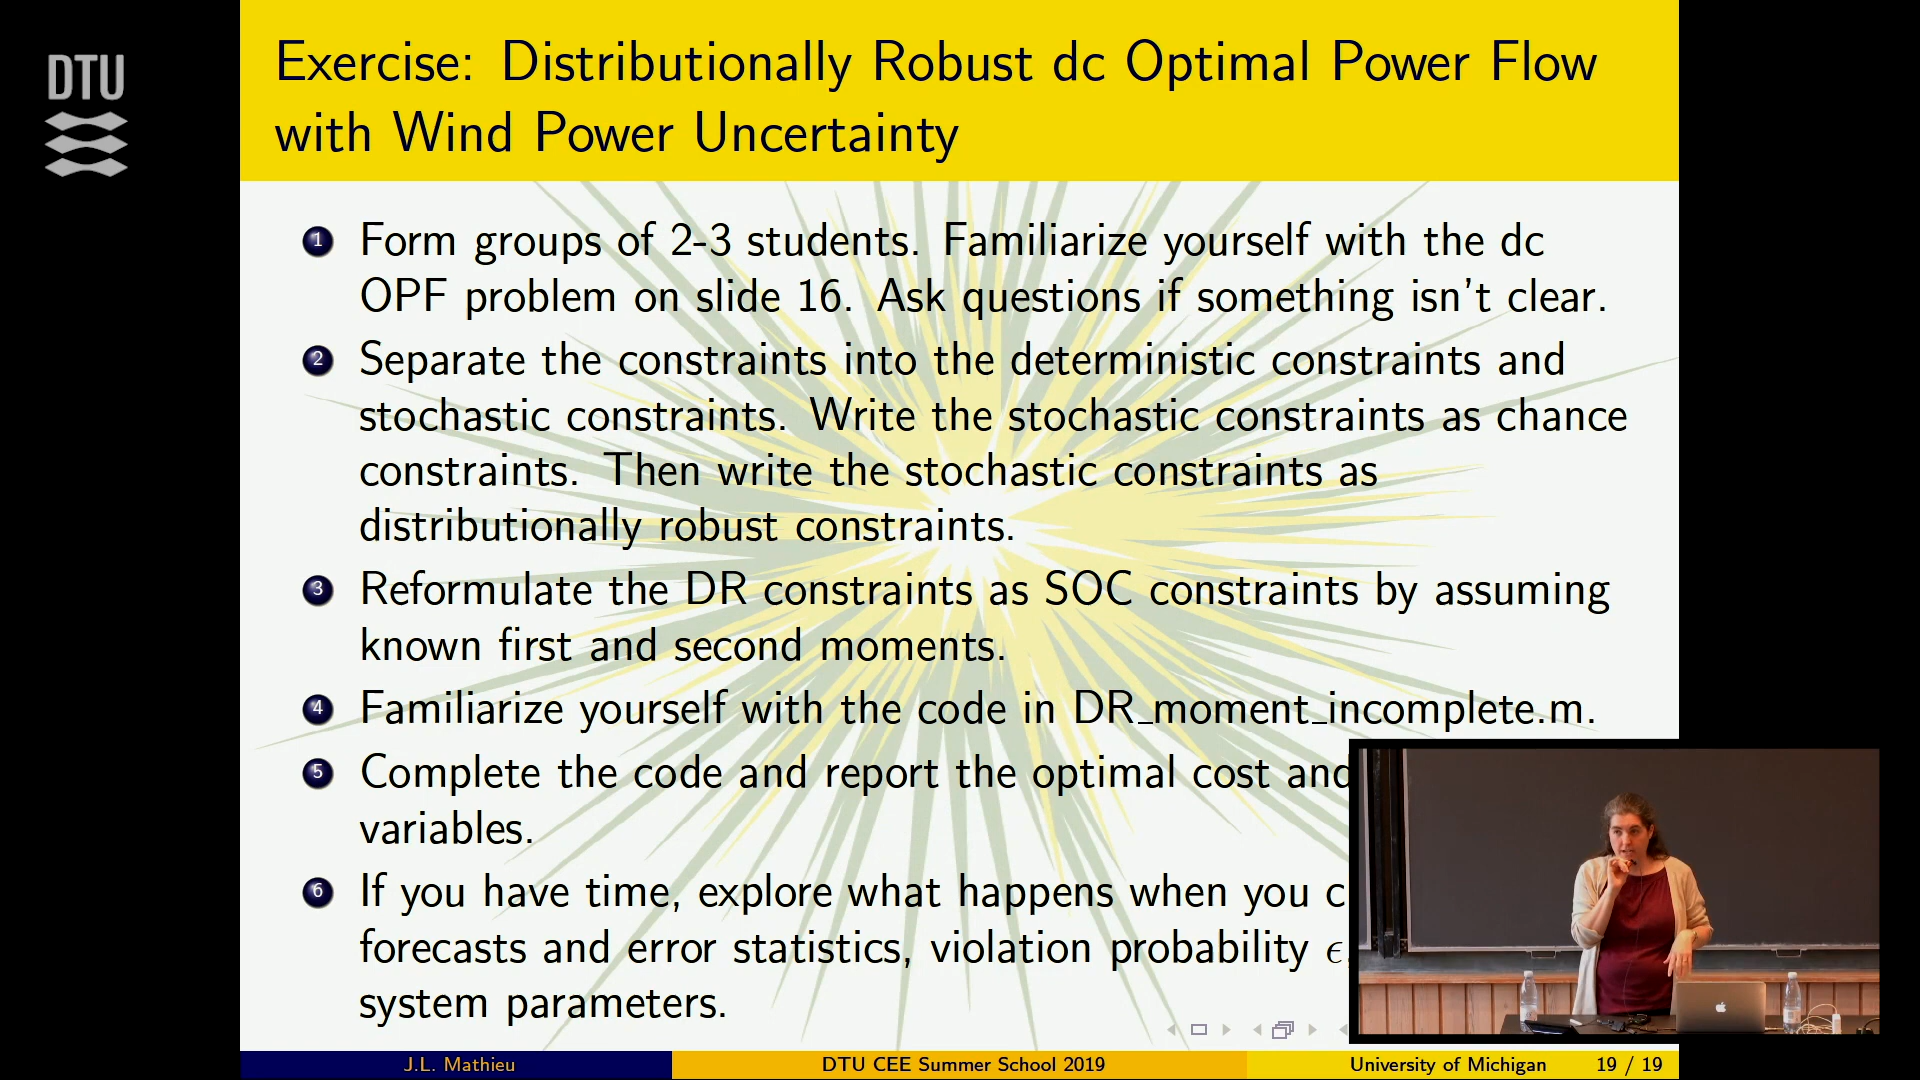 DTU
Exercise: Distributionally Robust dc Optimal Power Flow
with Wind Power Uncertainty
1 Form groups of 2-3 students. Familiarize yourself with the dc
OPF problem on slide 16. Ask questions if something isn't clear.
2 Separate the constraints into the deterministic constraints and
stochastic constraints. Write the stochastic constraints as chance
constraints. Then write the stochastic constraints as
distributionally robust constraints.
3 Reformulate the DR constraints as SOC constraints by assuming
known first and second moments.
4 Familiarize yourself with the code in DR_moment_incomplete.m.
5 Complete the code and report the optimal cost and
variables.
6 If you have time, explore what happens when you c
forecasts and error statistics, violation probability ϵ,
system parameters.
J.L. Mathieu
DTU CEE Summer School 2019
University of Michigan
19 / 19